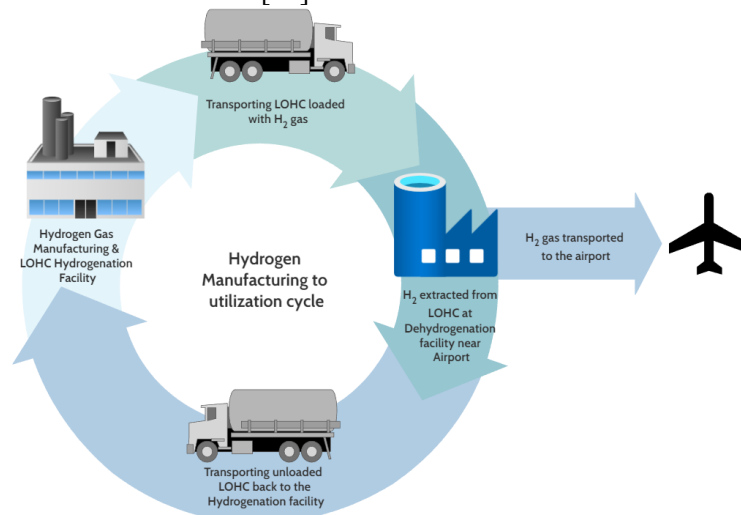 Transporting LOHC loaded
with H₂ gas
Hydrogen Gas
Manufacturing &
LOHC Hydrogenation
Facility
Hydrogen
Manufacturing to
utilization cycle
H₂ gas transported
to the airport
H₂ extracted from
LOHC at
Dehydrogenation
facility near
Airport
Transporting unloaded
LOHC back to the
Hydrogenation facility